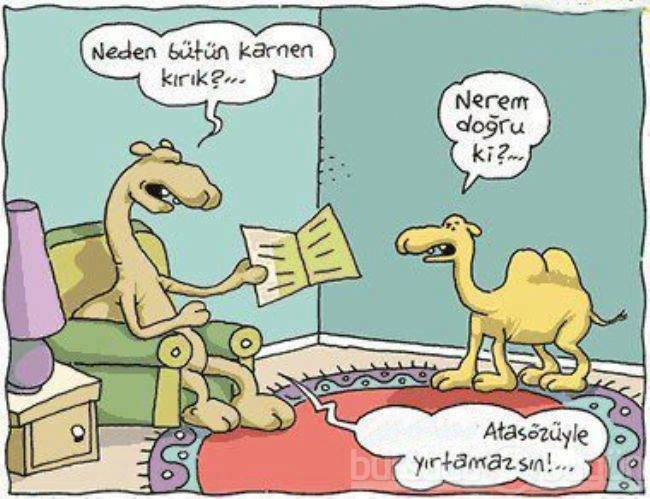 Neden bütün karnen
kırık?...
Nerem
doğru
ki?...
Atasözüyle
yırtamazsın!...